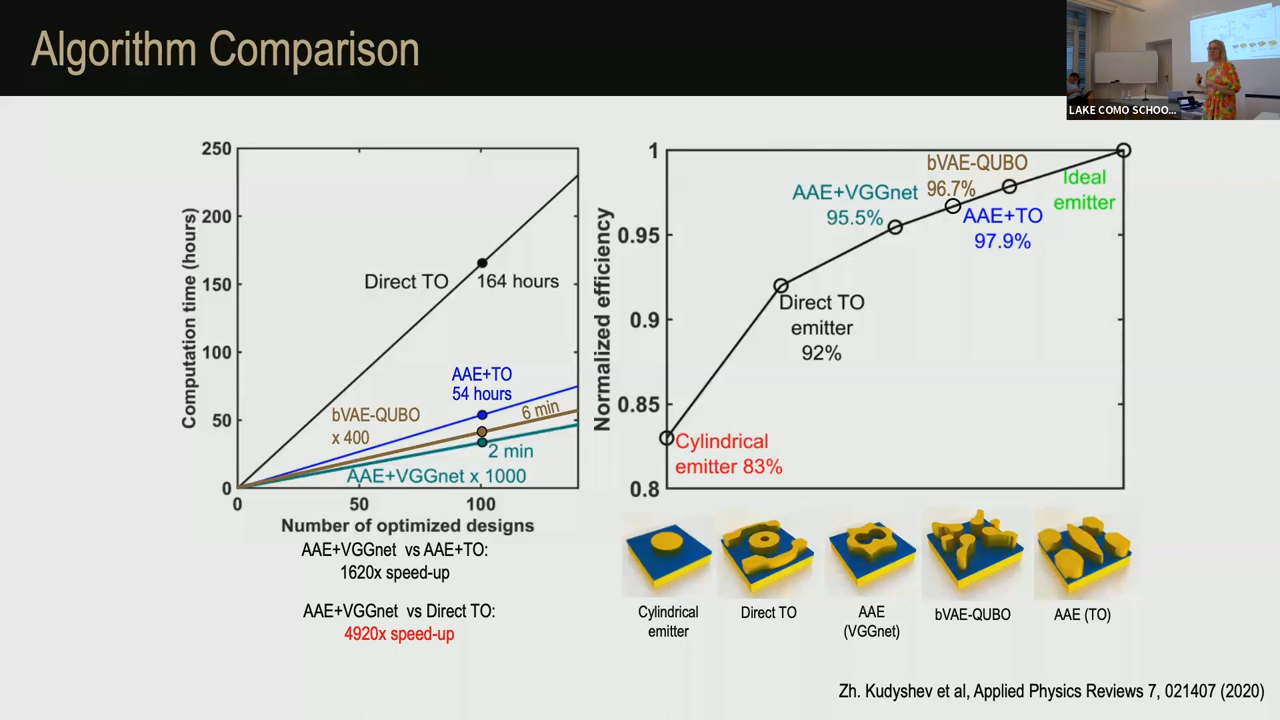 Algorithm Comparison
LAKE COMO SCHOO...
250
200
150
100
50
0
Computation time (hours)
Direct TO
164 hours
AAE+TO
54 hours
bVAE-QUBO
x 400
6 min
2 min
AAE+VGGnet x 1000
0
50
100
Number of optimized designs
AAE+VGGnet vs AAE+TO:
1620x speed-up
AAE+VGGnet vs Direct TO:
4920x speed-up
1
0.95
0.9
0.85
0.8
Normalized efficiency
bVAE-QUBO
96.7%
AAE+VGGnet
95.5%
Ideal
emitter
AAE+TO
97.9%
Direct TO
emitter
92%
Cylindrical
emitter 83%
Cylindrical
emitter
Direct TO
AAE
(VGGnet)
bVAE-QUBO
AAE (TO)
Zh. Kudyshev et al, Applied Physics Reviews 7, 021407 (2020)